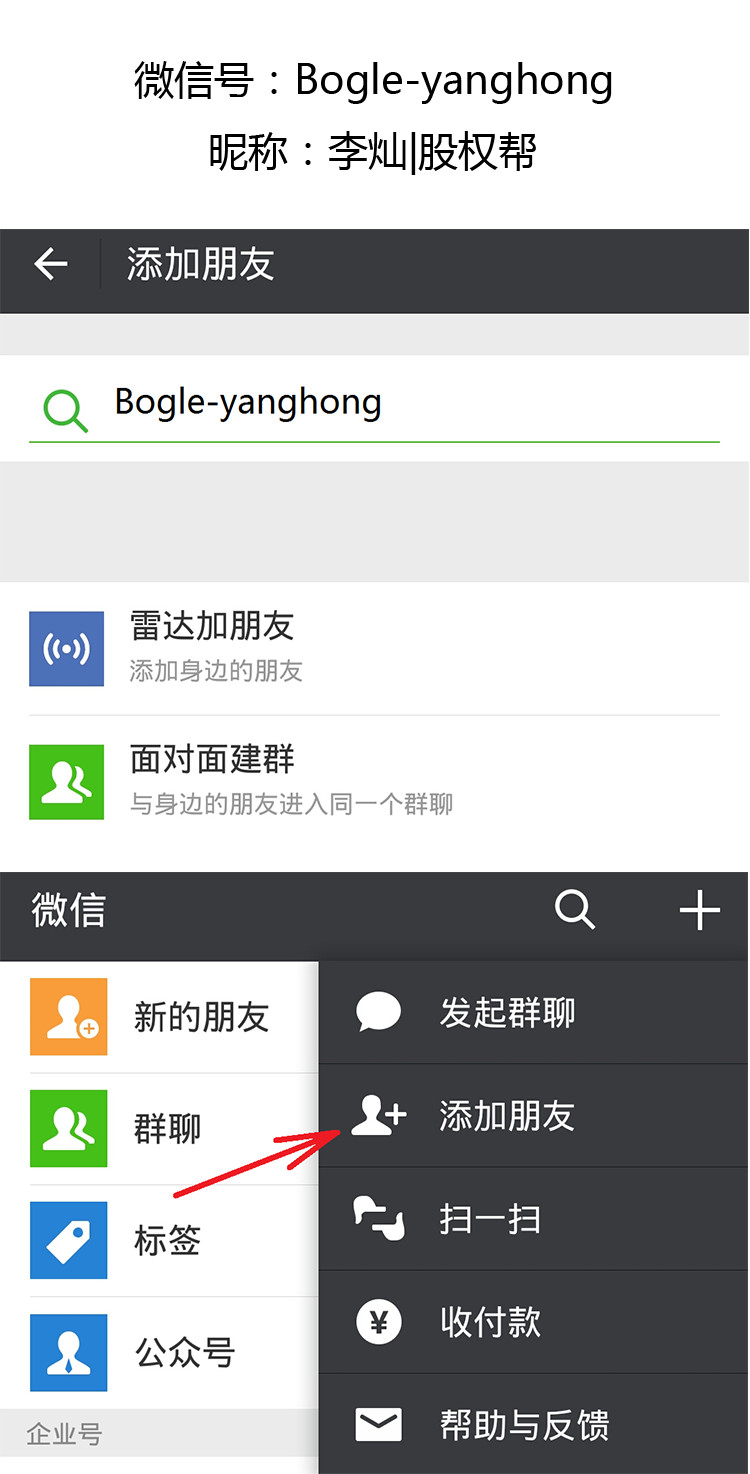 微信号：Bogle-yanghong
昵称：李灿|股权帮
添加朋友
Bogle-yanghong
雷达加朋友
添加身边的朋友
面对面建群
与身边的朋友进入同一个群聊
微信
新的朋友
群聊
标签
公众号
企业号
发起群聊
添加朋友
扫一扫
收付款
帮助与反馈